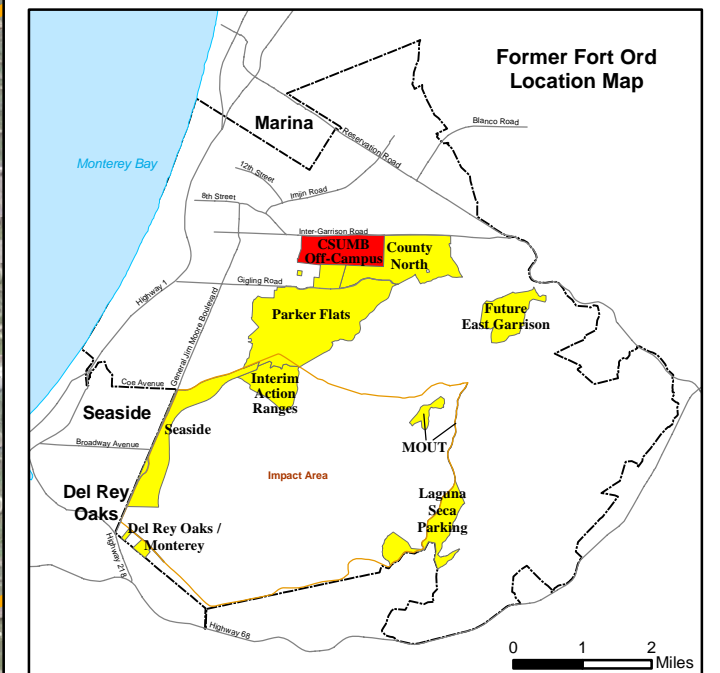 Former Fort Ord
Location Map
Marina
Blanco Road
Reservation Road
Monterey Bay
12th Street
Imjin Road
8th Street
Inter-Garrison Road
CSUMB
Off-Campus
County
North
Gigling Road
Highway 1
General Jim Moore Boulevard
Parker Flats
Future
East Garrison
Coe Avenue
Interim
Action
Ranges
Seaside
Seaside
Broadway Avenue
MOUT
Impact Area
Del Rey
Oaks
Laguna
Seca
Parking
Del Rey Oaks /
Monterey
Highway 218
Highway 68
0 1 2
Miles